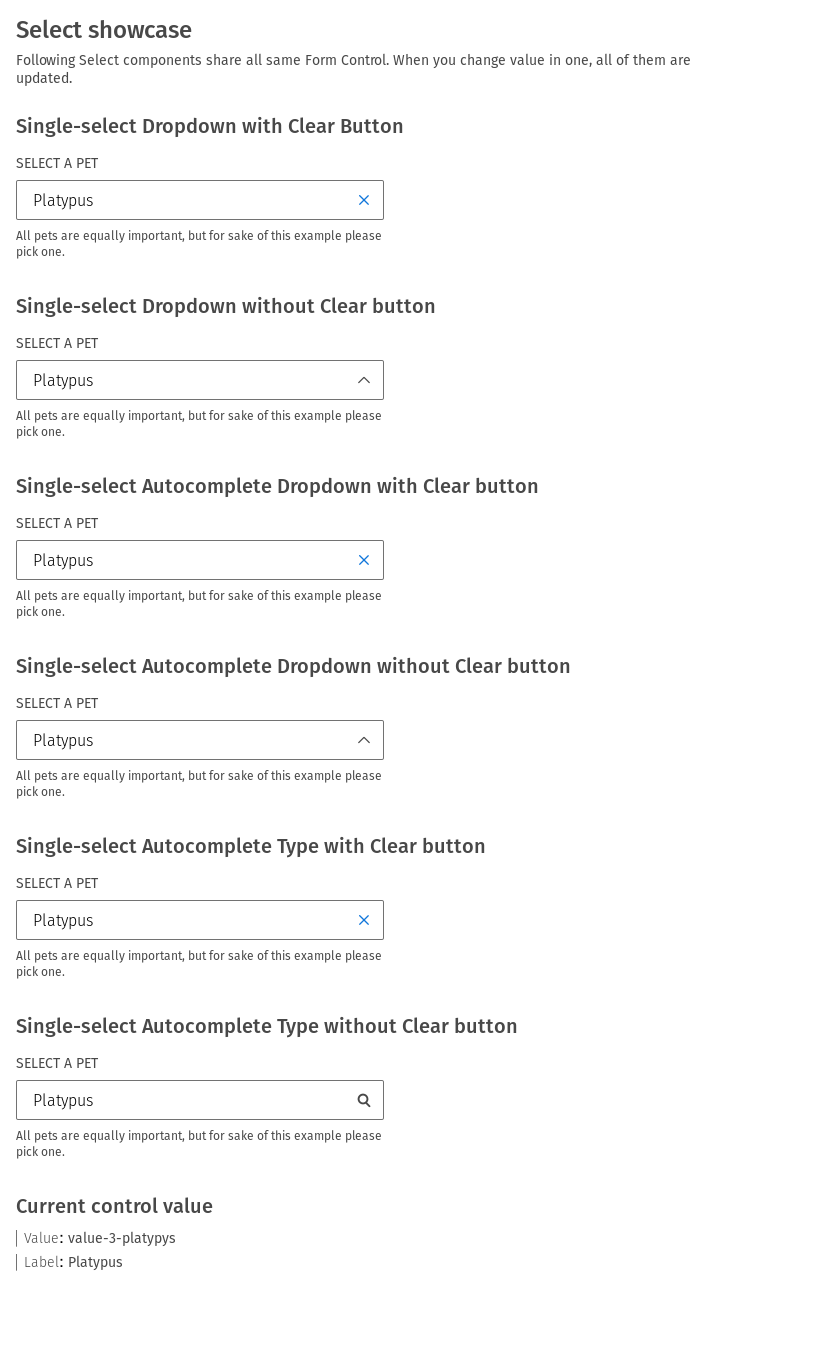 Select showcase
Following Select components share all same Form Control. When you change value in one, all of them are
updated.
Single-select Dropdown with Clear Button
SELECT A PET
Platypus
All pets are equally important, but for sake of this example please
pick one.
Single-select Dropdown without Clear button
SELECT A PET
Platypus
All pets are equally important, but for sake of this example please
pick one.
Single-select Autocomplete Dropdown with Clear button
SELECT A PET
Platypus
All pets are equally important, but for sake of this example please
pick one.
Single-select Autocomplete Dropdown without Clear button
SELECT A PET
Platypus
All pets are equally important, but for sake of this example please
pick one.
Single-select Autocomplete Type with Clear button
SELECT A PET
Platypus
All pets are equally important, but for sake of this example please
pick one.
Single-select Autocomplete Type without Clear button
SELECT A PET
Platypus
All pets are equally important, but for sake of this example please
pick one.
Current control value
Value: value-3-platypys
Label: Platypus